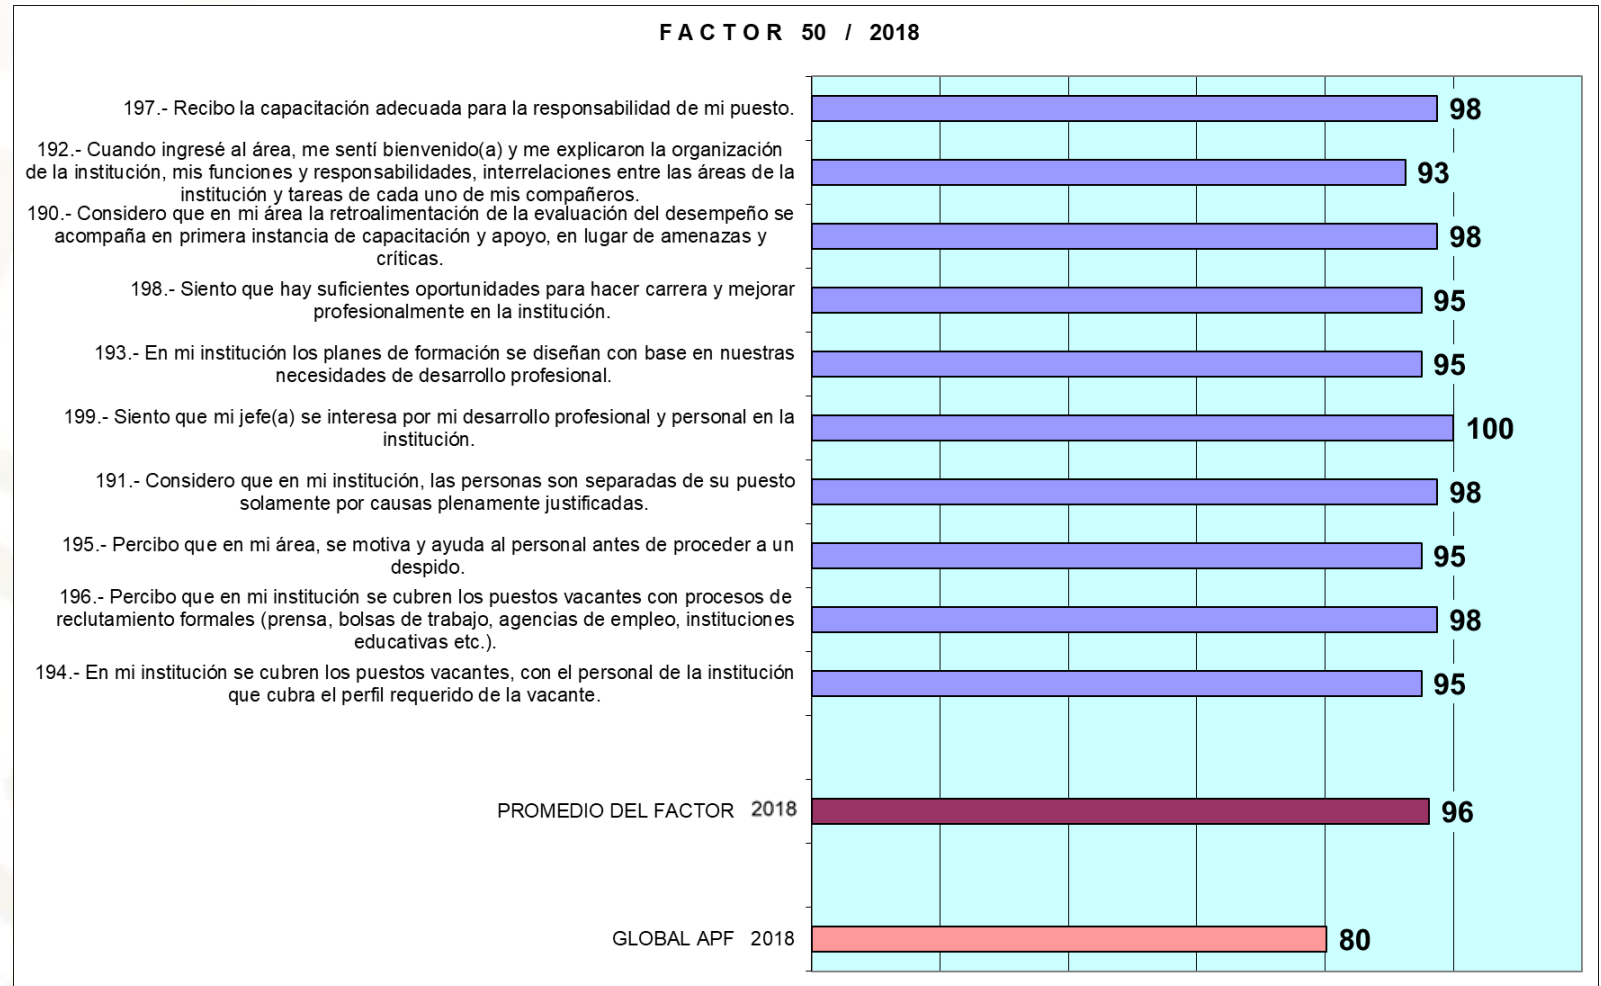 FACTOR 50 / 2018
197.- Recibo la capacitación adecuada para la responsabilidad de mi puesto.
98
192.- Cuando ingresé al área, me sentí bienvenido(a) y me explicaron la organización
de la institución, mis funciones y responsabilidades, interrelaciones entre las áreas de la
institución y tareas de cada uno de mis compañeros.
93
190.- Considero que en mi área la retroalimentación de la evaluación del desempeño se
acompaña en primera instancia de capacitación y apoyo, en lugar de amenazas y
críticas.
98
198.- Siento que hay suficientes oportunidades para hacer carrera y mejorar
profesionalmente en la institución.
95
193.- En mi institución los planes de formación se diseñan con base en nuestras
necesidades de desarrollo profesional.
95
199.- Siento que mi jefe(a) se interesa por mi desarrollo profesional y personal en la
institución.
100
191.- Considero que en mi institución, las personas son separadas de su puesto
solamente por causas plenamente justificadas.
98
195.- Percibo que en mi área, se motiva y ayuda al personal antes de proceder a un
despido.
95
196.- Percibo que en mi institución se cubren los puestos vacantes con procesos de
reclutamiento formales (prensa, bolsas de trabajo, agencias de empleo, instituciones
educativas etc.).
98
194.- En mi institución se cubren los puestos vacantes, con el personal de la institución
que cubra el perfil requerido de la vacante.
95
PROMEDIO DEL FACTOR 2018
96
GLOBAL APF 2018
80